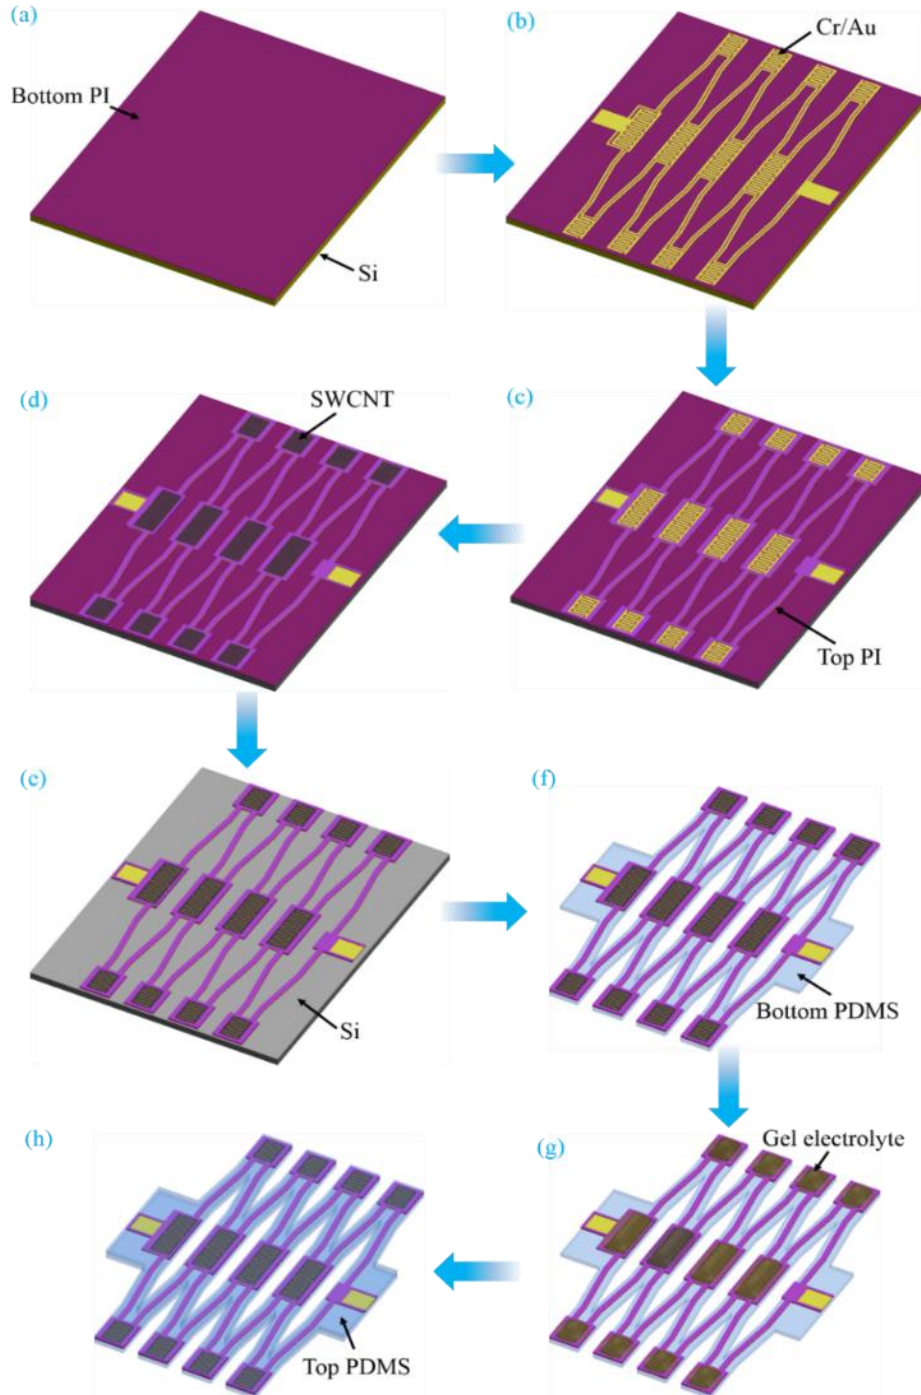 (a)
Bottom PI
Si
(b)
Cr/Au
(d)
SWCNT
(c)
Top PI
(e)
Si
(f)
Bottom PDMS
(h)
Top PDMS
(g)
Gel electrolyte